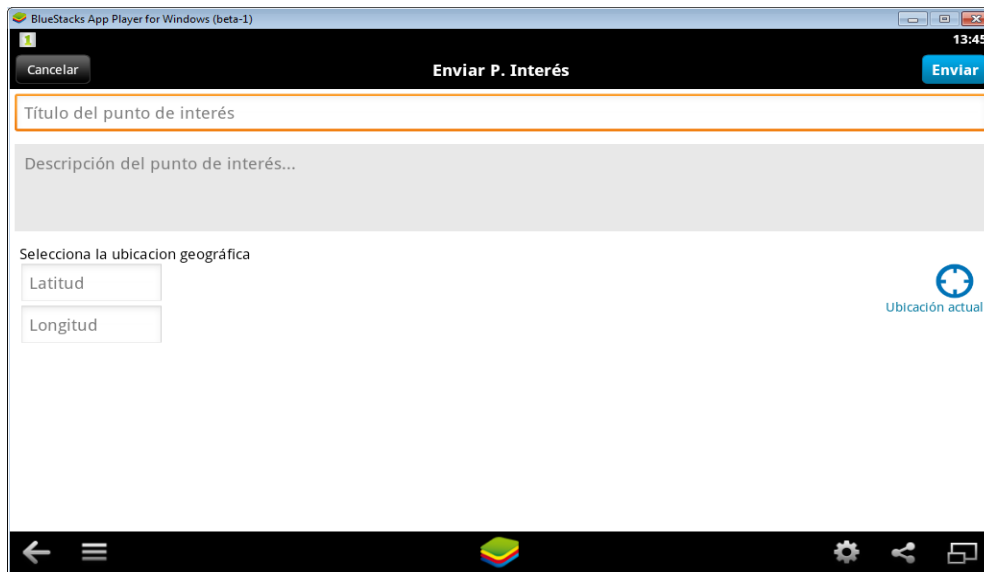 BlueStacks App Player for Windows (beta-1)
1
13:45
Cancelar
Enviar P. Interés
Enviar
Título del punto de interés
Descripción del punto de interés...
Selecciona la ubicacion geográfica
Latitud
Longitud
Ubicación actual